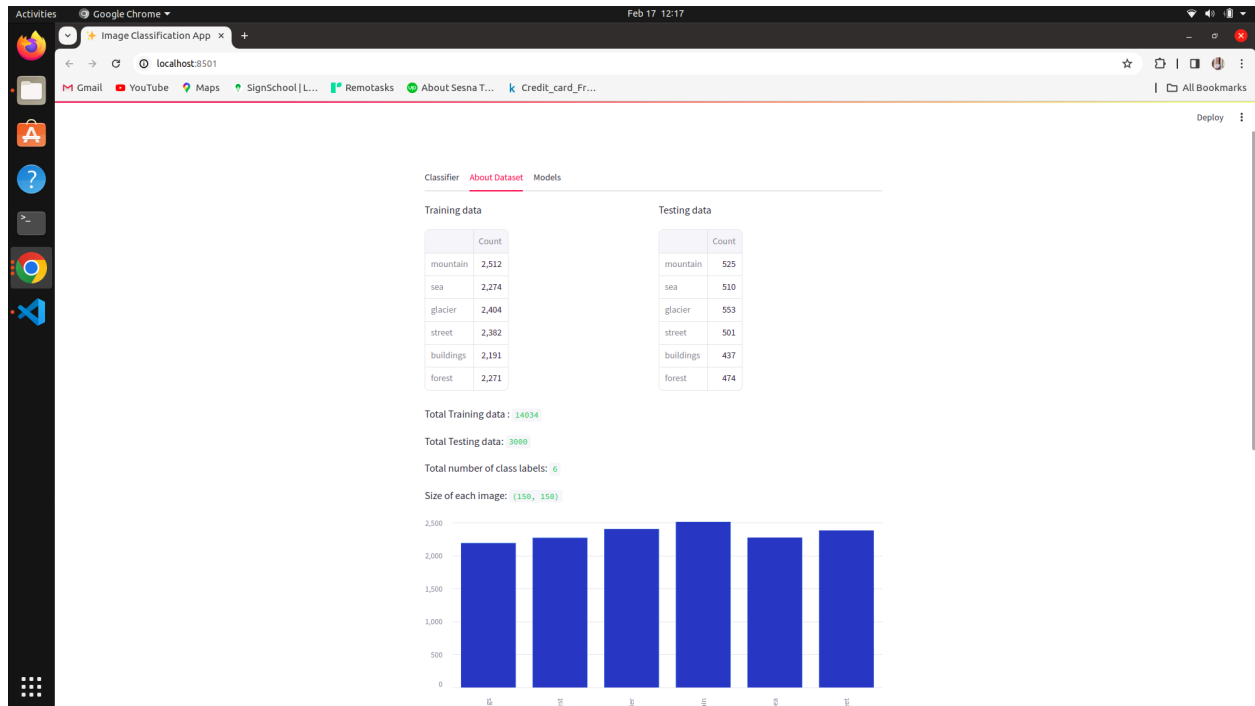 Activities Google Chrome Feb 17 12:17
Image Classification App
localhost:8501
Gmail YouTube Maps SignSchool | L... Remotasks About Sesna T... Credit_card_Fr... All Bookmarks
Deploy
Classifier About Dataset Models
Training data Testing data
Count Count
mountain 2,512 mountain 525
sea 2,274 sea 510
glacier 2,404 glacier 553
street 2,382 street 501
buildings 2,191 buildings 437
forest 2,271 forest 474
Total Training data : 14034
Total Testing data: 3000
Total number of class labels: 6
Size of each image: (150, 150)
2,500
2,000
1,500
1,000
500
0